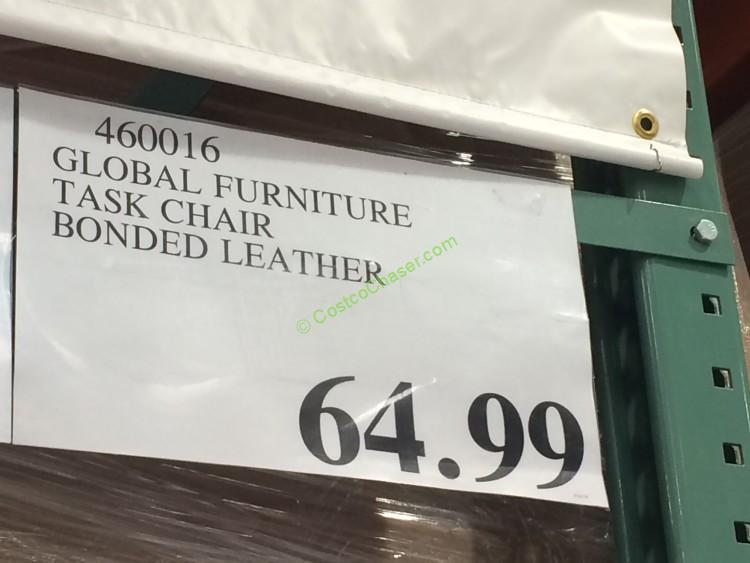 460016
GLOBAL FURNITURE
TASK CHAIR
BONDED LEATHER
© CostcoChaser.com
64.99